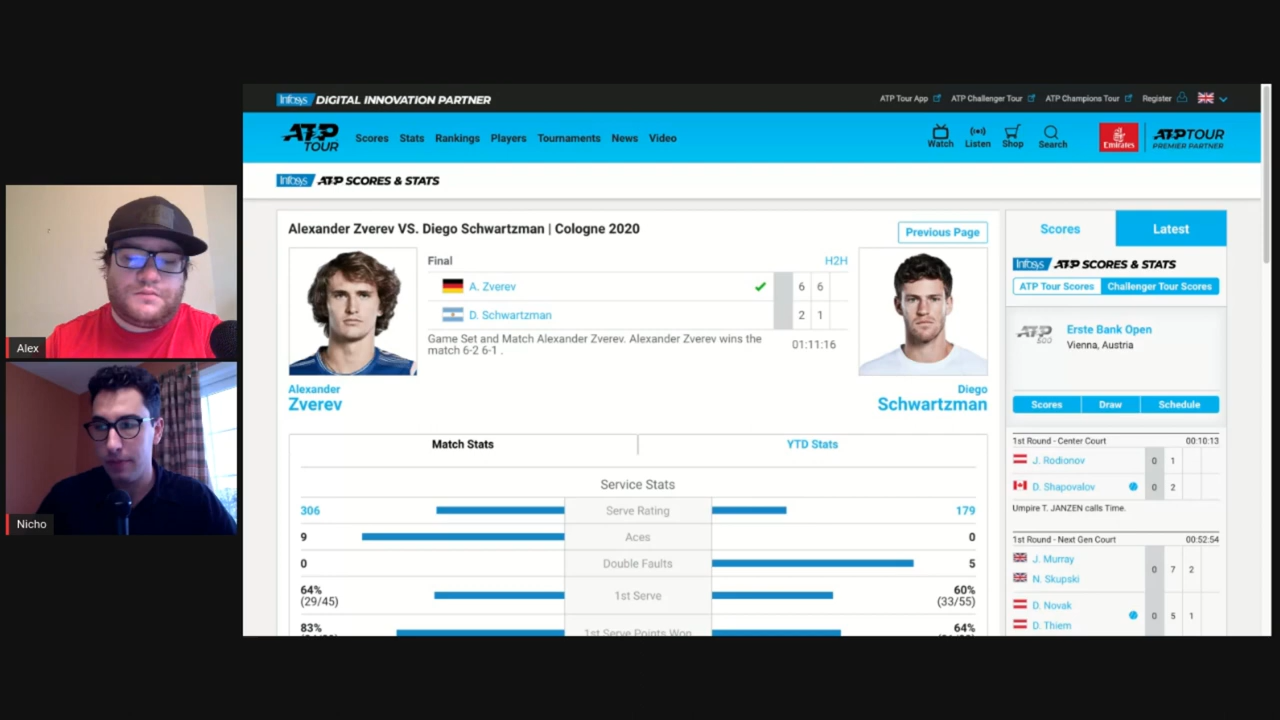 Infosys DIGITAL INNOVATION PARTNER
ATP Tour App ATP Challenger Tour ATP Champions Tour Register
ATP TOUR Scores Stats Rankings Players Tournaments News Video
Watch Listen Shop Search Emirates ATP TOUR PREMIER PARTNER
Infosys ATP SCORES & STATS
Alexander Zverev VS. Diego Schwartzman | Cologne 2020
Previous Page
Final H2H
A. Zverev 6 6
D. Schwartzman 2 1
Game Set and Match Alexander Zverev. Alexander Zverev wins the
match 6-2 6-1 .
01:11:16
Alexander
Zverev
Diego
Schwartzman
Match Stats YTD Stats
Service Stats
306 Serve Rating 179
9 Aces 0
0 Double Faults 5
64% 1st Serve 60%
(29/45) (33/55)
83% 1st Serve Points Won 64%
Scores Latest
Infosys ATP SCORES & STATS
ATP Tour Scores Challenger Tour Scores
ATP 500
Erste Bank Open
Vienna, Austria
Scores Draw Schedule
1st Round - Center Court 00:10:13
J. Rodionov 0 1
D. Shapovalov 0 2
Umpire T. JANZEN calls Time.
1st Round - Next Gen Court 00:52:54
J. Murray
N. Skupski
0 7 2
D. Novak
D. Thiem
0 5 1
Alex
Nicho